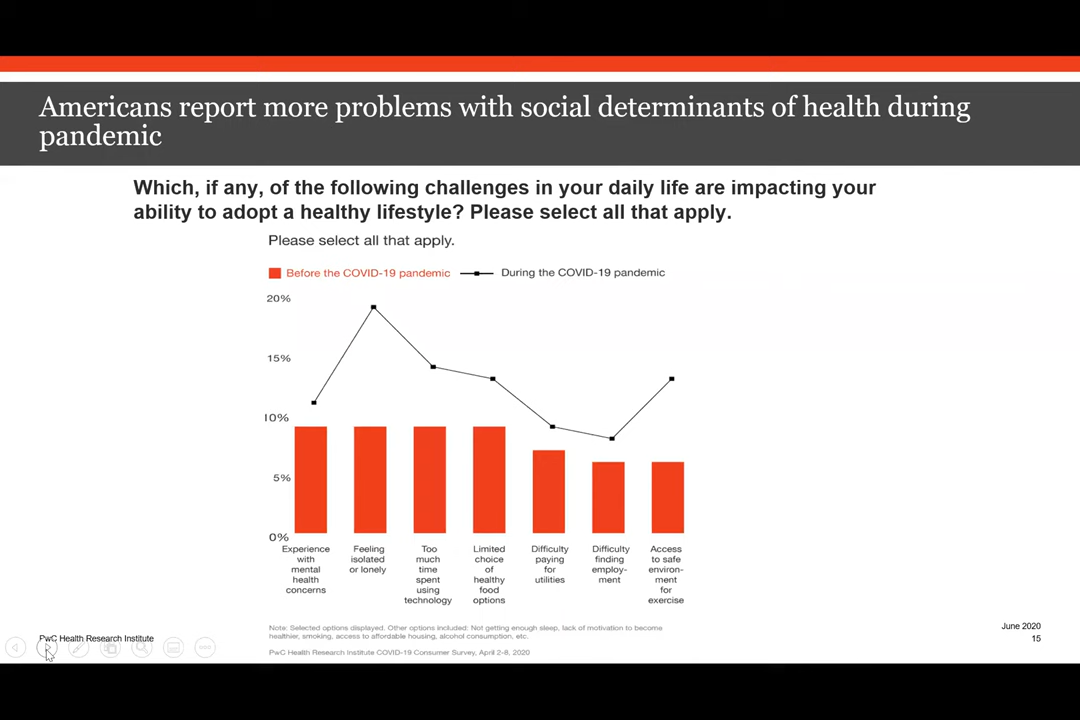 Americans report more problems with social determinants of health during
pandemic
Which, if any, of the following challenges in your daily life are impacting your
ability to adopt a healthy lifestyle? Please select all that apply.
Please select all that apply.
Before the COVID-19 pandemic During the COVID-19 pandemic
20%
15%
10%
5%
0%
Experience
with
mental
health
concerns
Feeling
isolated
or lonely
Too
much
time
spent
using
technology
Limited
choice
of
healthy
food
options
Difficulty
paying
for
utilities
Difficulty
finding
employ-
ment
Access
to safe
environ-
ment
for
exercise
Note: Selected options displayed. Other options included: Not getting enough sleep, lack of motivation to become
healthier, smoking, access to affordable housing, alcohol consumption, etc.
PwC Health Research Institute COVID-19 Consumer Survey, April 2-8, 2020
PwC Health Research Institute
June 2020
15